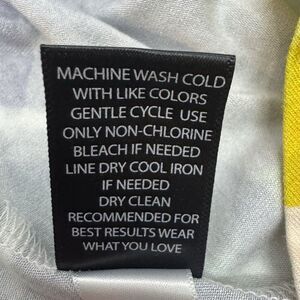 MACHINE WASH COLD
WITH LIKE COLORS
GENTLE CYCLE USE
ONLY NON-CHLORINE
BLEACH IF NEEDED
LINE DRY COOL IRON
IF NEEDED
DRY CLEAN
RECOMMENDED FOR
BEST RESULTS WEAR
WHAT YOU LOVE